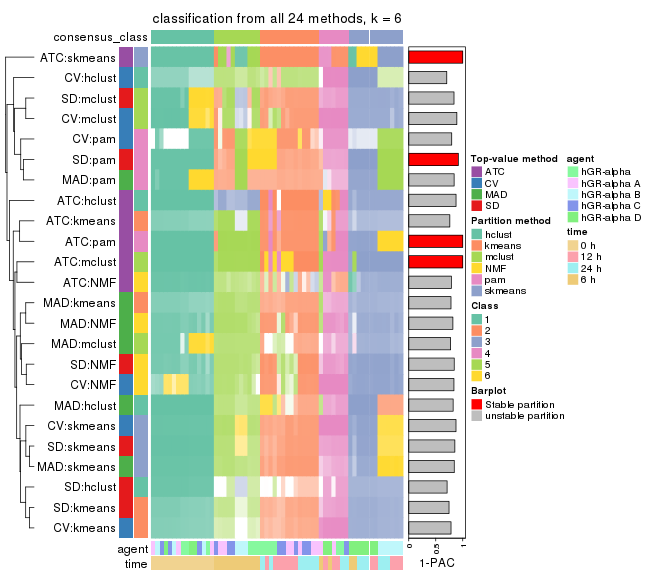 classification from all 24 methods, k = 6
consensus_class
ATC:skmeans
CV:hclust
SD:mclust
CV:mclust
CV:pam
SD:pam
MAD:pam
ATC:hclust
ATC:kmeans
ATC:pam
ATC:mclust
ATC:NMF
MAD:kmeans
MAD:NMF
MAD:mclust
SD:NMF
CV:NMF
MAD:hclust
CV:skmeans
SD:skmeans
MAD:skmeans
SD:hclust
SD:kmeans
CV:kmeans
agent
time
0 0.5 1
1-PAC
Top-value method
ATC
CV
MAD
SD
Partition method
hclust
kmeans
mclust
NMF
pam
skmeans
Class
1
2
3
4
5
6
Barplot
Stable partition
unstable partition
agent
hGR-alpha
hGR-alpha A
hGR-alpha B
hGR-alpha C
hGR-alpha D
time
0 h
12 h
24 h
6 h